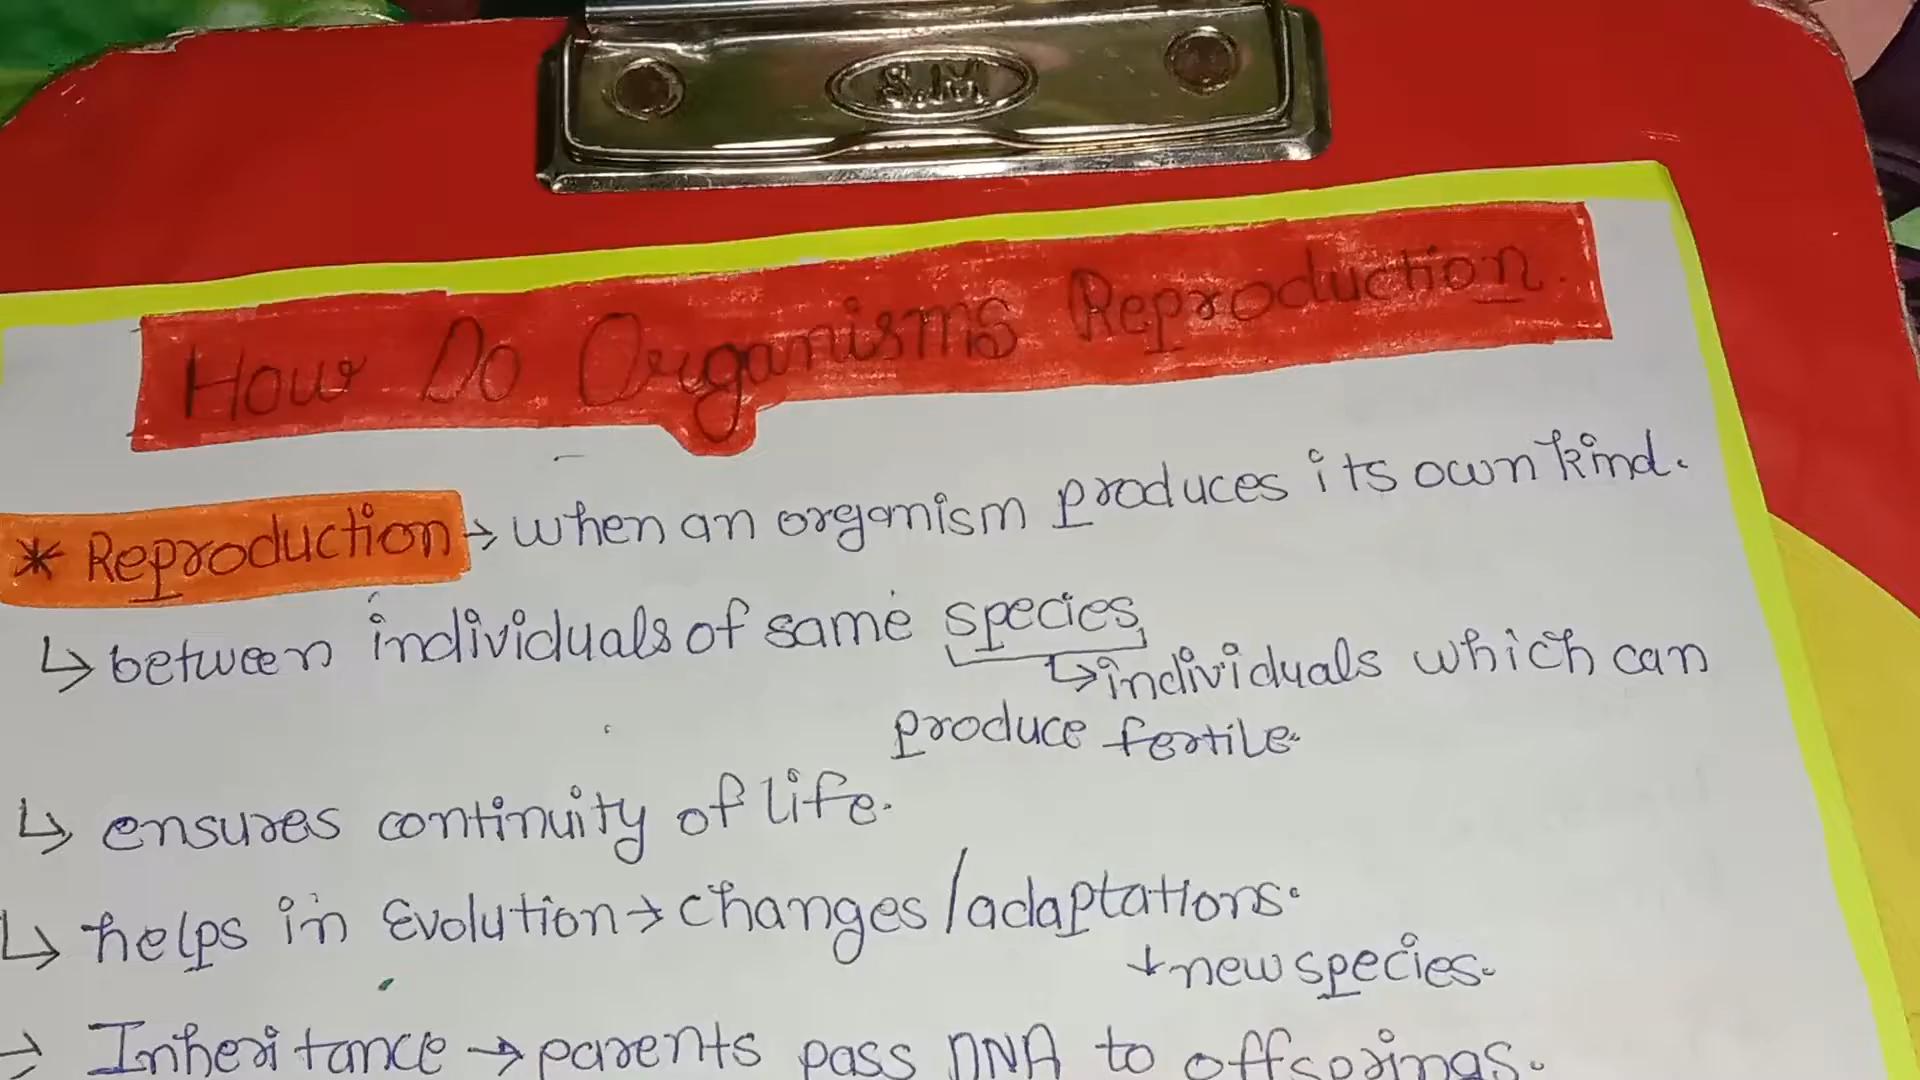 S.M
How Do Organisms Reproduction.
* Reproduction → when an organism produces its own kind.
↳ between individuals of same species
↳ individuals which can
produce fertile.
↳ ensures continuity of life.
↳ helps in Evolution → changes/adaptations.
↓ new species.
→ Inheritance → parents pass DNA to offsprings.